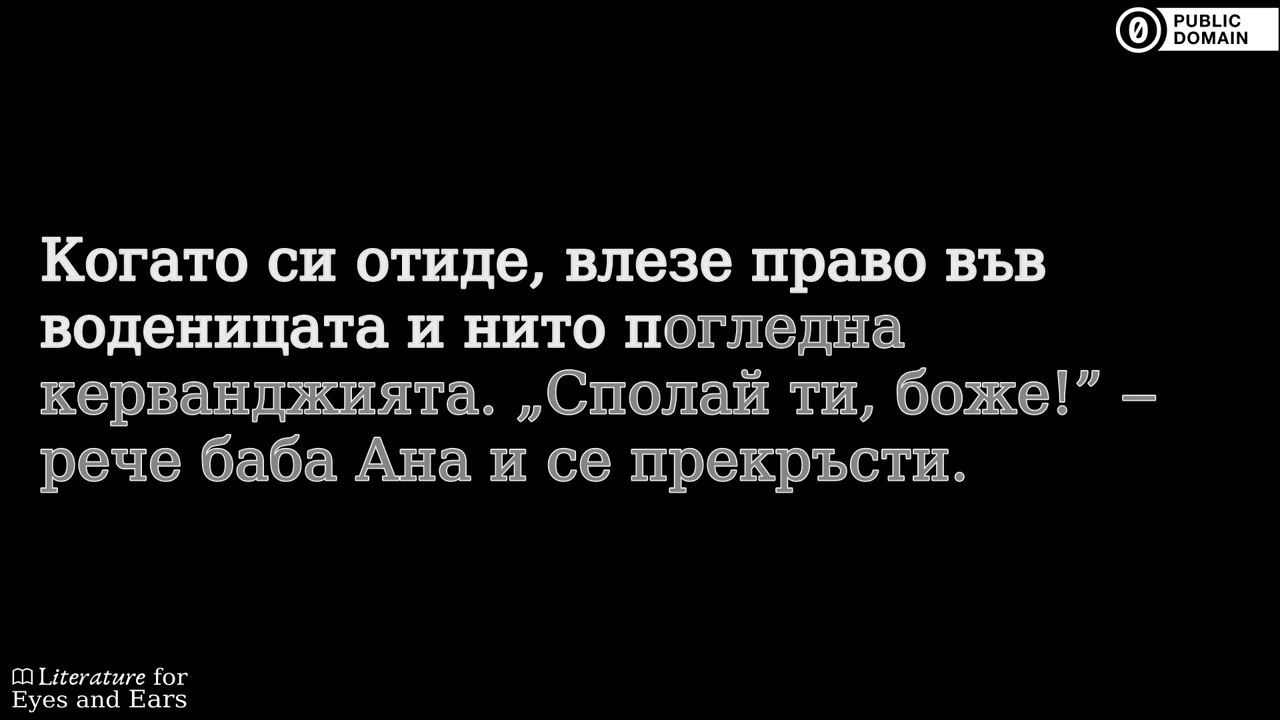 PUBLIC
DOMAIN
Когато си отиде, влезе право във
воденицата и нито погледна
керванджията. „Сполай ти, боже!” –
рече баба Ана и се прекръсти.
Literature for
Eyes and Ears